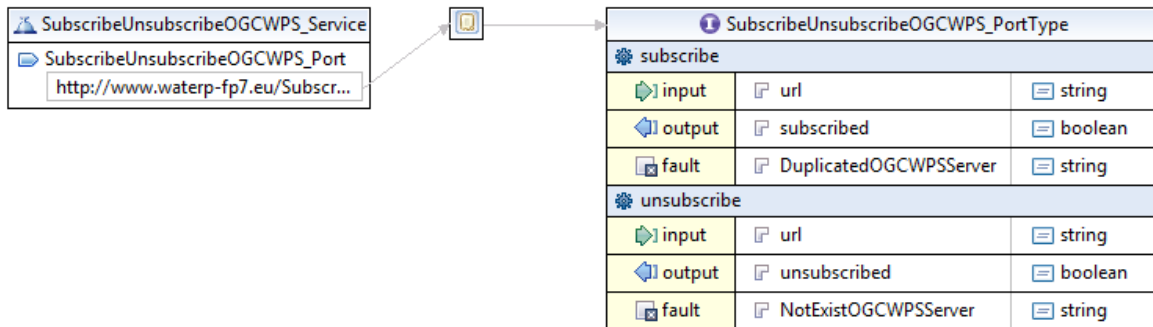 SubscribeUnsubscribeOGCWPS_Service
SubscribeUnsubscribeOGCWPS_Port
http://www.waterp-fp7.eu/Subscr...
SubscribeUnsubscribeOGCWPS_PortType
subscribe
input url string
output subscribed boolean
fault DuplicatedOGCWPSServer string
unsubscribe
input url string
output unsubscribed boolean
fault NotExistOGCWPSServer string